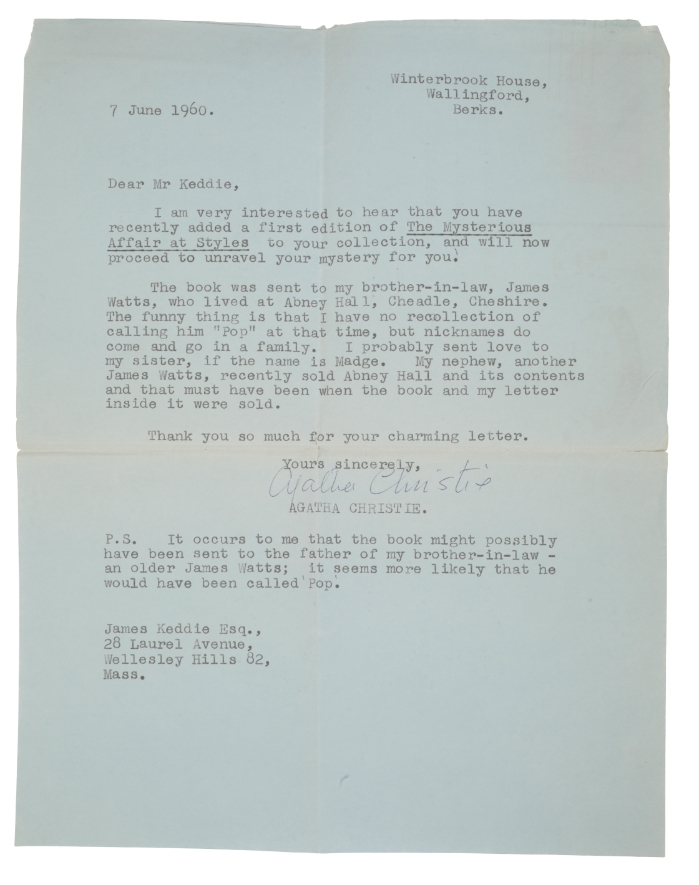 Winterbrook House,
Wallingford,
Berks.
7 June 1960.
Dear Mr Keddie,
I am very interested to hear that you have
recently added a first edition of The Mysterious
Affair at Styles to your collection, and will now
proceed to unravel your mystery for you!
The book was sent to my brother-in-law, James
Watts, who lived at Abney Hall, Cheadle, Cheshire.
The funny thing is that I have no recollection of
calling him "Pop" at that time, but nicknames do
come and go in a family. I probably sent love to
my sister, if the name is Madge. My nephew, another
James Watts, recently sold Abney Hall and its contents
and that must have been when the book and my letter
inside it were sold.
Thank you so much for your charming letter.
Yours sincerely,
Agatha Christie
AGATHA CHRISTIE.
P.S. It occurs to me that the book might possibly
have been sent to the father of my brother-in-law -
an older James Watts; it seems more likely that he
would have been called 'Pop'.
James Keddie Esq.,
28 Laurel Avenue,
Wellesley Hills 82,
Mass.